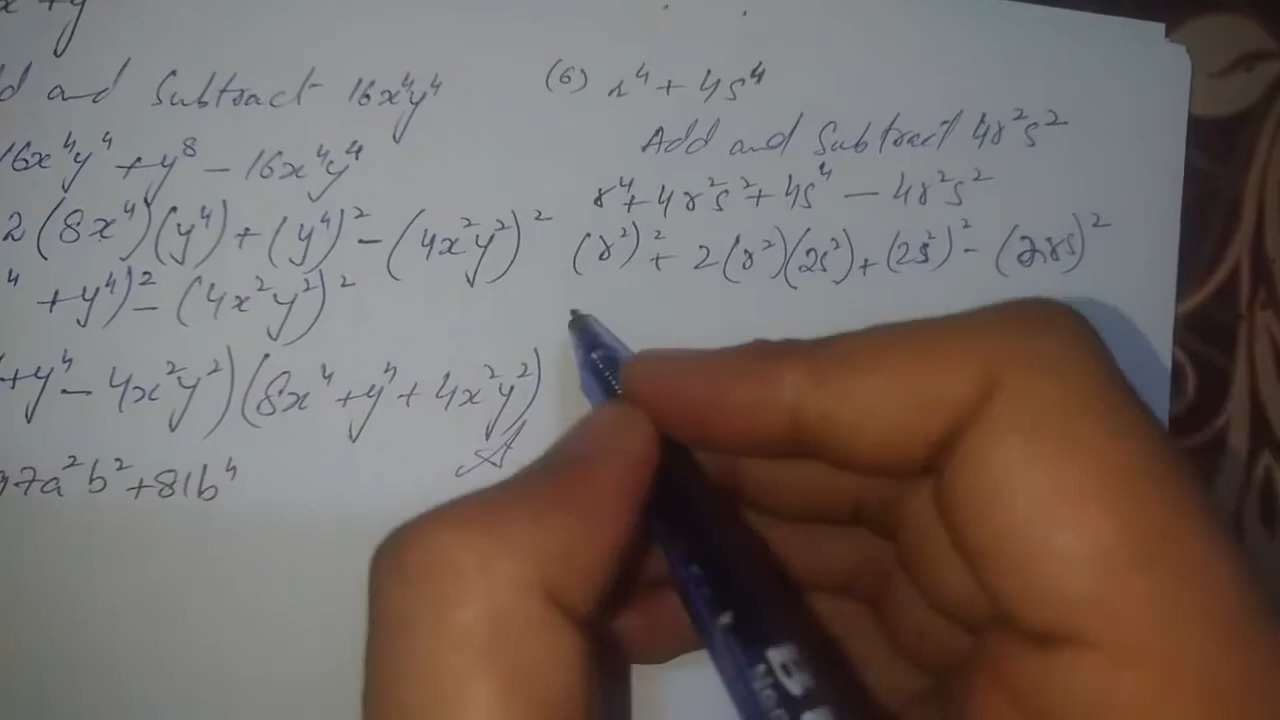 x + y
d and Subtract 16x⁴y⁴
16x⁴y⁴ + y⁸ − 16x⁴y⁴
2(8x⁴)(y⁴) + (y⁴)² − (4x²y²)²
⁴ + y⁴)² − (4x²y²)²
+ y⁴ − 4x²y²)(8x⁴ + y⁴ + 4x²y²)
97a²b² + 81b⁴
(6) r⁴ + 4s⁴
Add and Subtract 4r²s²
r⁴ + 4r²s² + 4s⁴ − 4r²s²
(r²)² + 2(r²)(2s²) + (2s²)² − (2rs)²